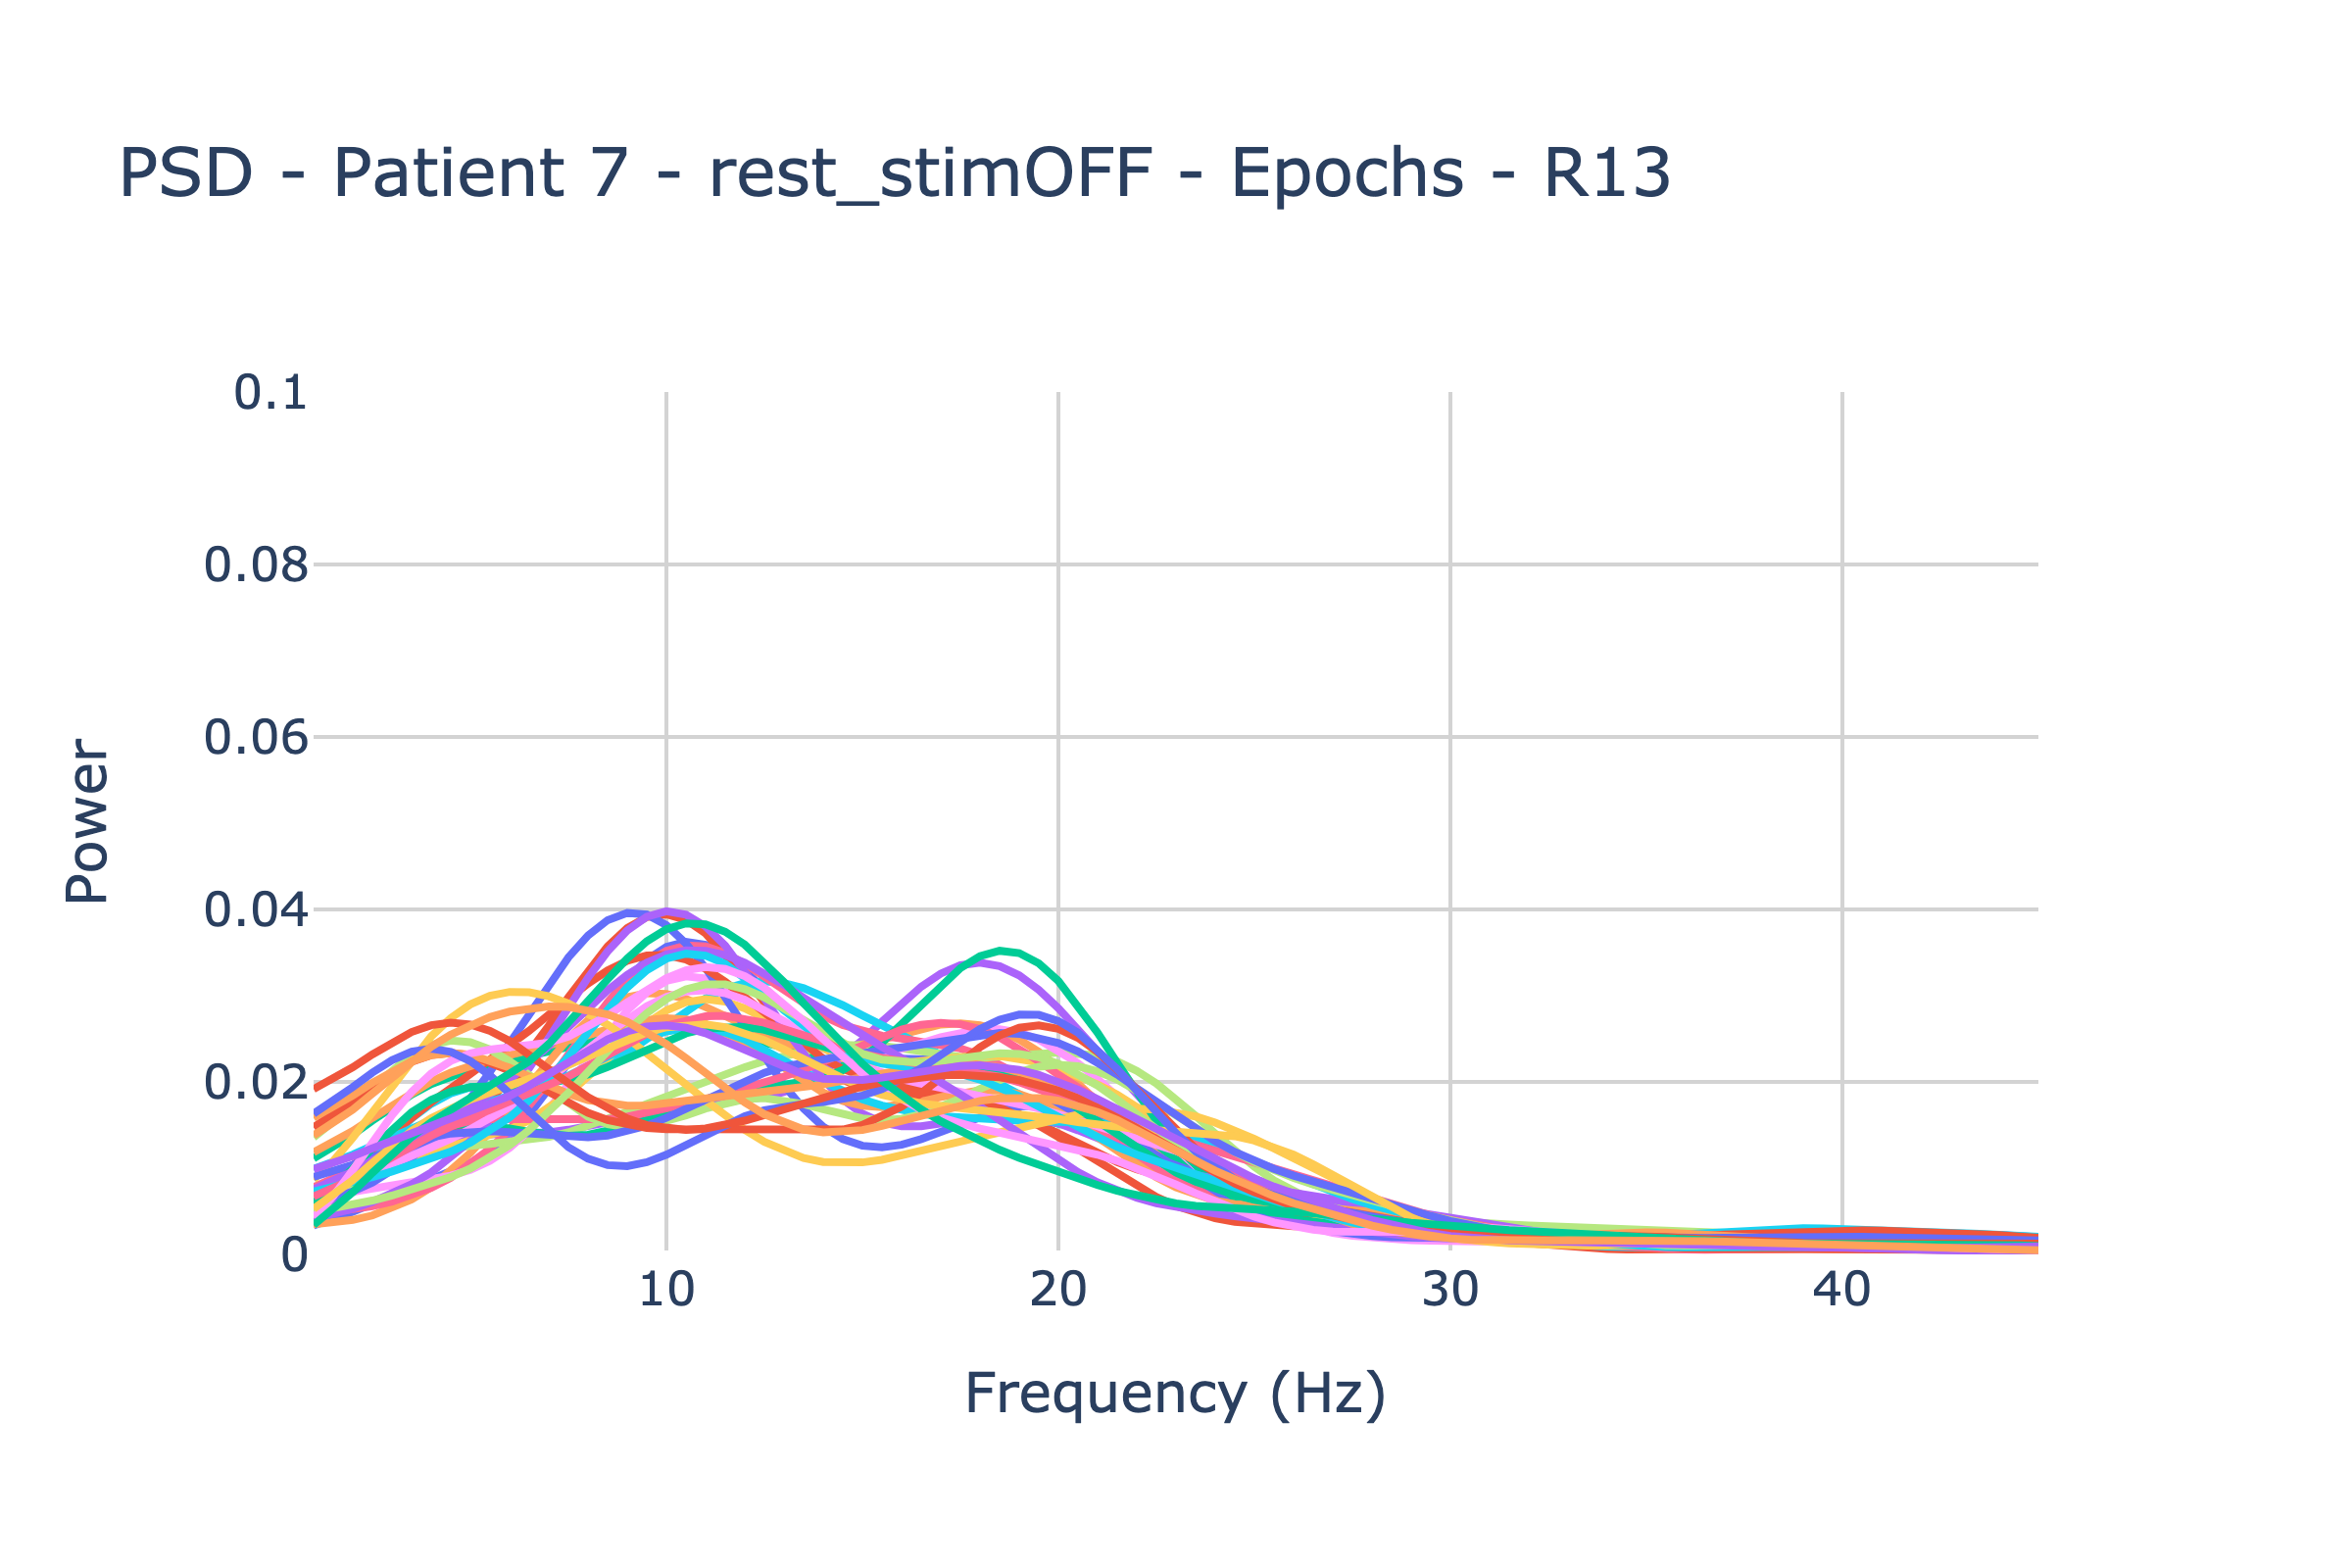 PSD - Patient 7 - rest_stimOFF - Epochs - R13
0.1
0.08
0.06
0.04
0.02
0
Power
10 20 30 40
Frequency (Hz)